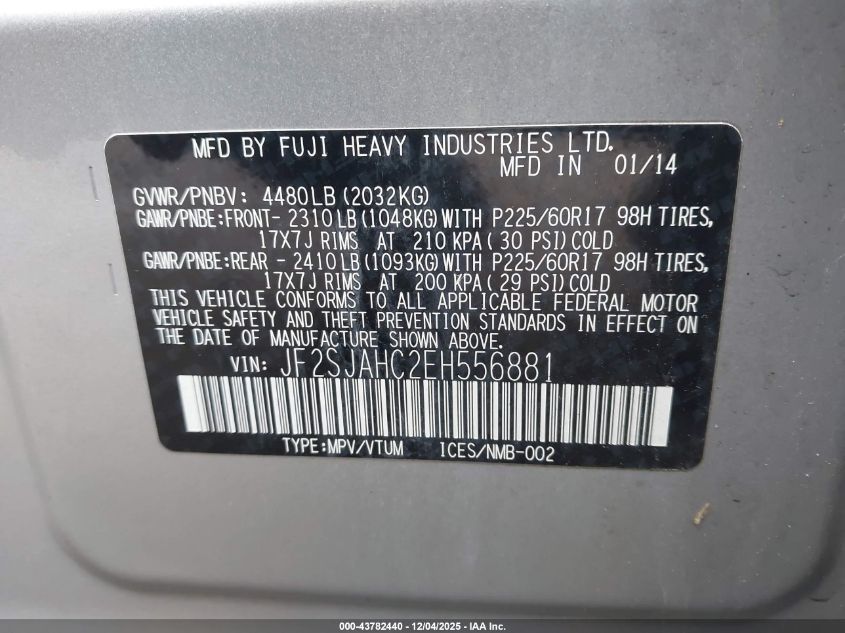 MFD BY FUJI HEAVY INDUSTRIES LTD.
MFD IN 01/14
GVWR/PNBV: 4480LB (2032KG)
GAWR/PNBE:FRONT- 2310 LB (1048KG) WITH P225/60R17 98H TIRES,
17X7J RIMS AT 210 KPA ( 30 PSI) COLD
GAWR/PNBE:REAR - 2410 LB (1093KG) WITH P225/60R17 98H TIRES,
17X7J RIMS AT 200 KPA ( 29 PSI) COLD
THIS VEHICLE CONFORMS TO ALL APPLICABLE FEDERAL MOTOR
VEHICLE SAFETY AND THEFT PREVENTION STANDARDS IN EFFECT ON
THE DATE OF MANUFACTURE SHOWN ABOVE.
VIN: JF2SJAHC2EH556881
TYPE:MPV/VTUM ICES/NMB-002
000-43782440 - 12/04/2025 - IAA Inc.